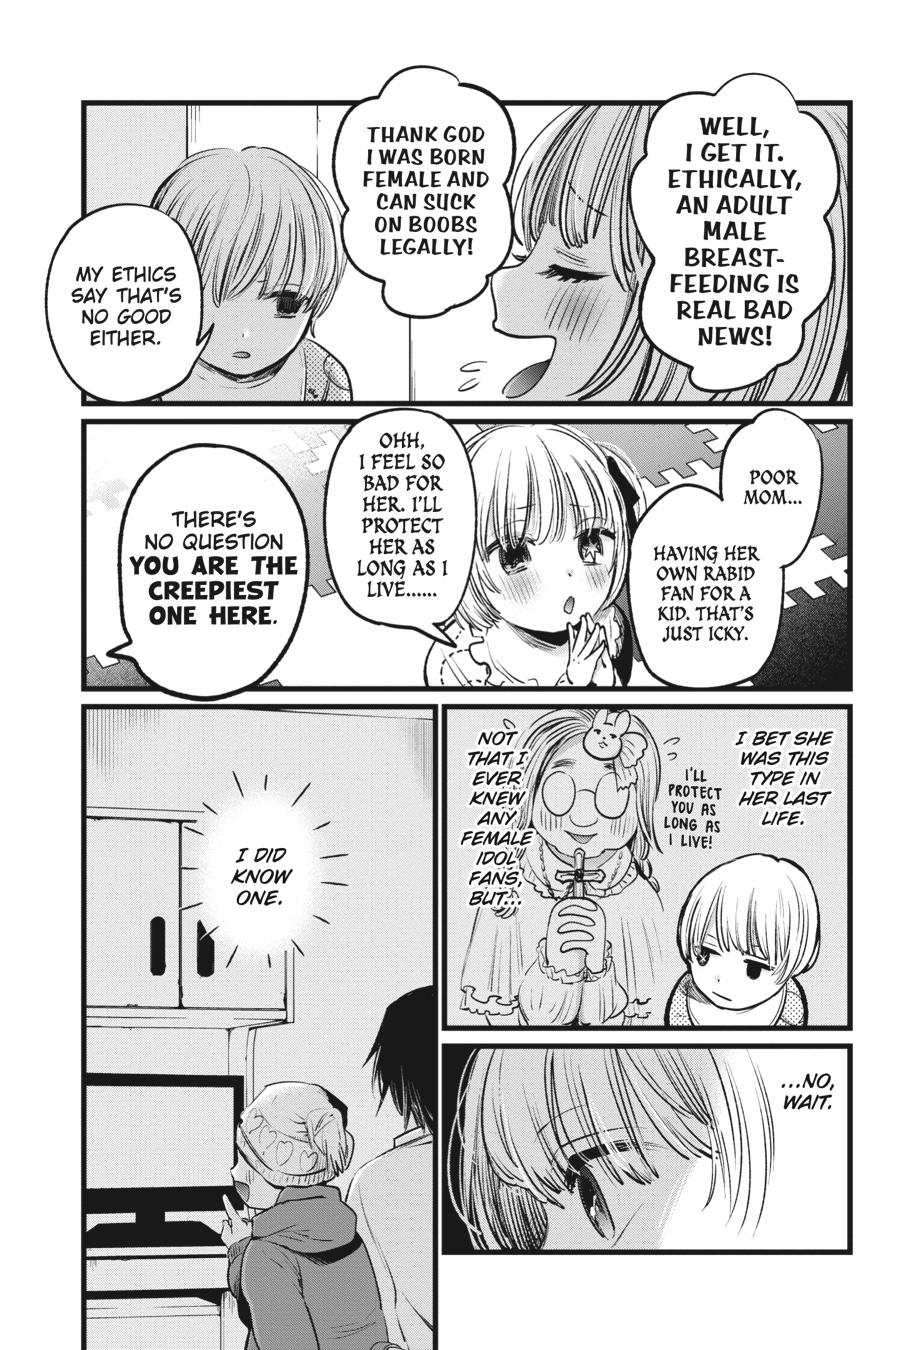 WELL,
I GET IT.
ETHICALLY,
AN ADULT
MALE
BREAST-
FEEDING IS
REAL BAD
NEWS!
THANK GOD
I WAS BORN
FEMALE AND
CAN SUCK
ON BOOBS
LEGALLY!
MY ETHICS
SAY THAT'S
NO GOOD
EITHER.
POOR
MOM...
HAVING HER
OWN RABID
FAN FOR A
KID. THAT'S
JUST ICKY.
OHH,
I FEEL SO
BAD FOR
HER. I'LL
PROTECT
HER AS
LONG AS I
LIVE......
THERE'S
NO QUESTION
YOU ARE THE
CREEPIEST
ONE HERE.
I BET SHE
WAS THIS
TYPE IN
HER LAST
LIFE.
I'LL
PROTECT
YOU AS
LONG AS
I LIVE!
NOT
THAT I
EVER
KNEW
ANY
FEMALE
IDOL
FANS,
BUT...
...NO,
WAIT.
I DID
KNOW
ONE.